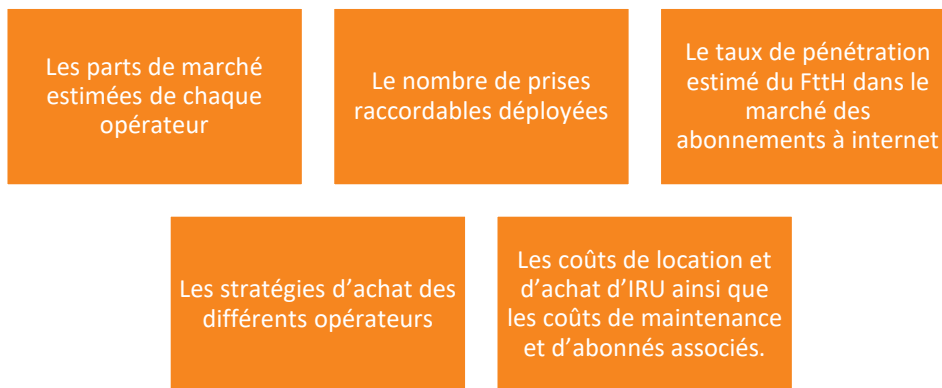 Les parts de marché
estimées de chaque
opérateur
Le nombre de prises
raccordables déployées
Le taux de pénétration
estimé du FttH dans le
marché des
abonnements à internet
Les stratégies d'achat des
différents opérateurs
Les coûts de location et
d'achat d'IRU ainsi que
les coûts de maintenance
et d'abonnés associés.